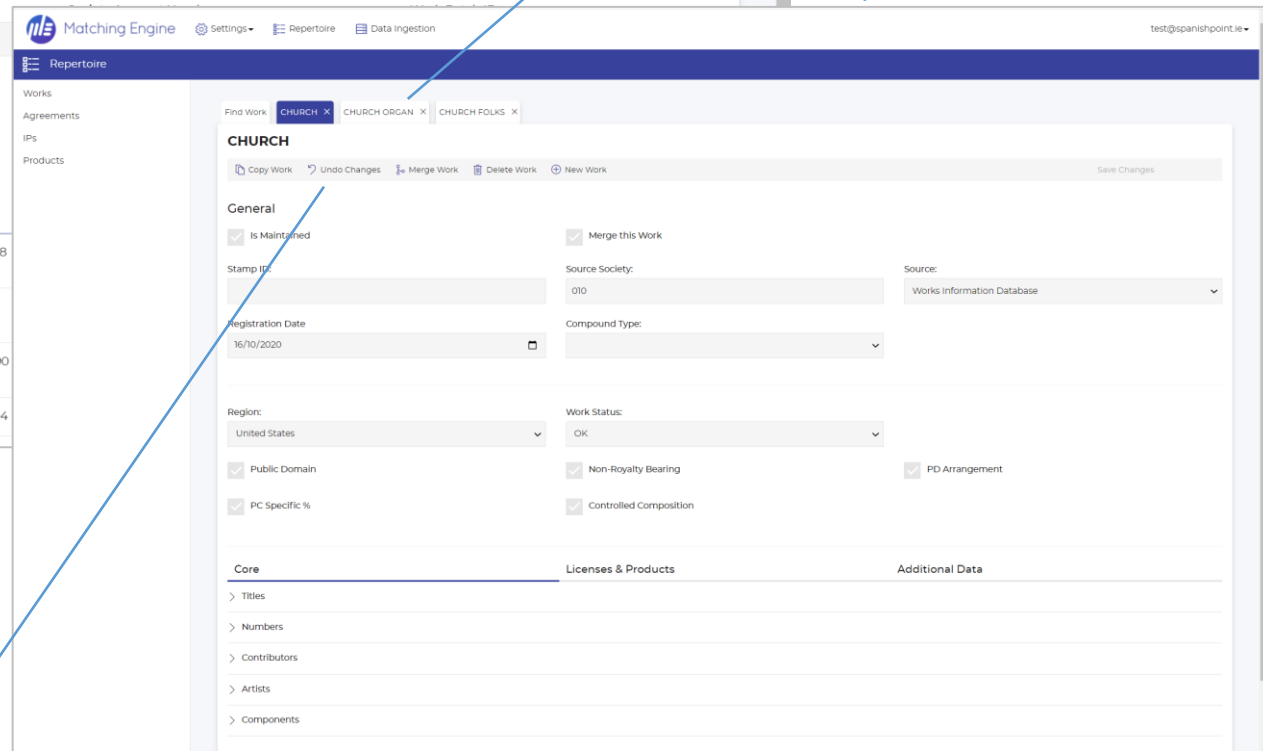 Matching Engine Settings Repertoire Data Ingestion test@spanishpoint.ie
Repertoire
Works
Agreements
IPs
Products
Find Work CHURCH × CHURCH ORGAN × CHURCH FOLKS ×
CHURCH
Copy Work Undo Changes Merge Work Delete Work New Work Save Changes
General
Is Maintained Merge this Work
Stamp ID: Source Society: Source:
010 Works Information Database
Registration Date Compound Type:
16/10/2020
Region: Work Status:
United States OK
Public Domain Non-Royalty Bearing PD Arrangement
PC Specific % Controlled Composition
Core Licenses & Products Additional Data
> Titles
> Numbers
> Contributors
> Artists
> Components
8
4